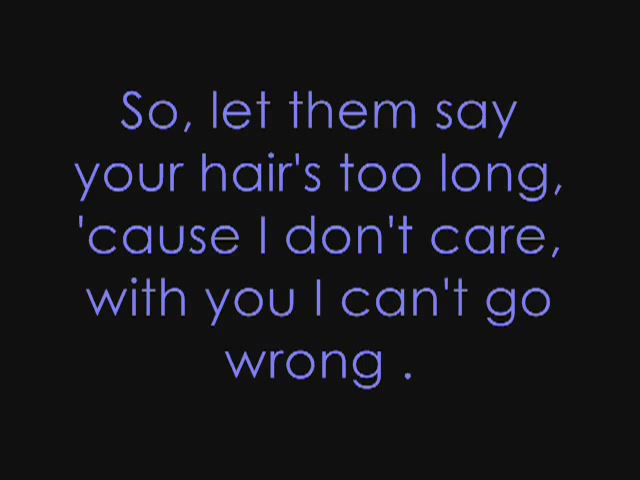 So, let them say
your hair's too long,
'cause I don't care,
with you I can't go
wrong .